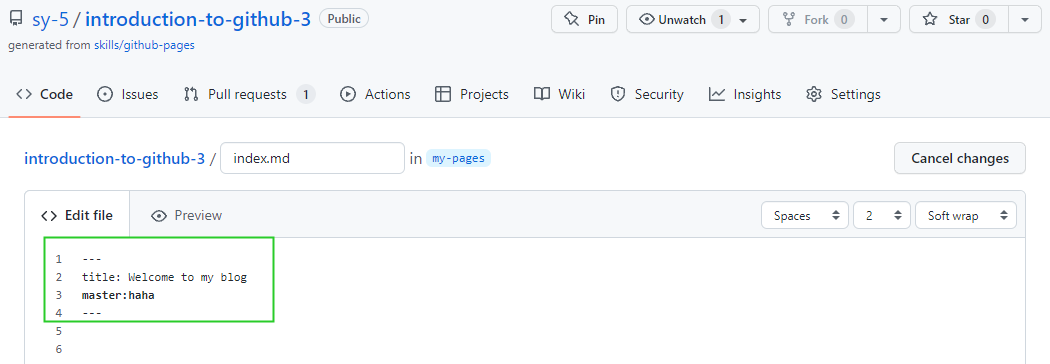 sy-5 / introduction-to-github-3 Public Pin Unwatch 1 Fork 0 Star 0
generated from skills/github-pages
Code Issues Pull requests 1 Actions Projects Wiki Security Insights Settings
introduction-to-github-3 / index.md in my-pages Cancel changes
Edit file Preview Spaces 2 Soft wrap
1 ---
2 title: Welcome to my blog
3 master:haha
4 ---
5
6